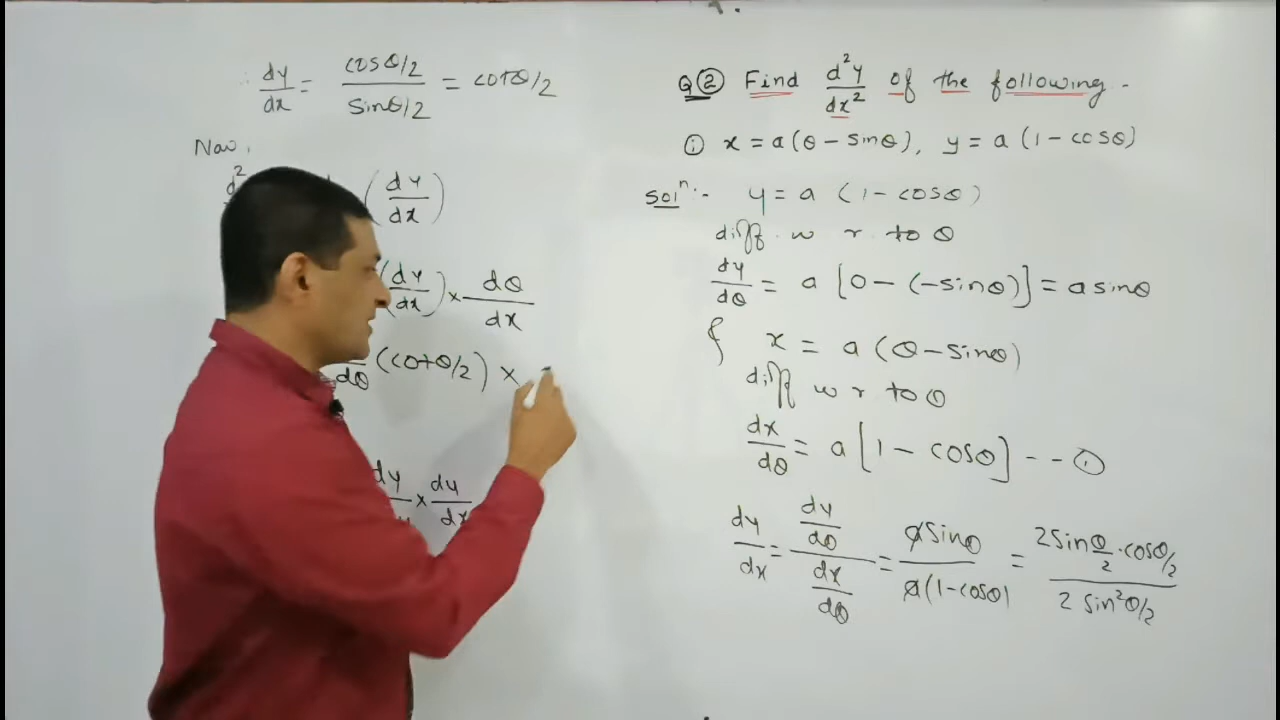 ∴ dy/dx = cosθ/2 / sinθ/2 = cotθ/2
Now,
d² (dy/dx)
(dy/dx) × dθ/dx
dθ (cotθ/2) ×
dy × dy/dx
Q② Find d²y/dx² of the following -
① x = a(θ - sinθ), y = a(1 - cosθ)
Solⁿ:- y = a (1 - cosθ)
diff w r to θ
dy/dθ = a [0 - (-sinθ)] = a sinθ
x = a (θ - sinθ)
diff w r to θ
dx/dθ = a [1 - cosθ] -- ①
dy/dx = dy/dθ / dx/dθ = a sinθ / a(1-cosθ) = 2 sin θ/2 · cosθ/2 / 2 sin²θ/2